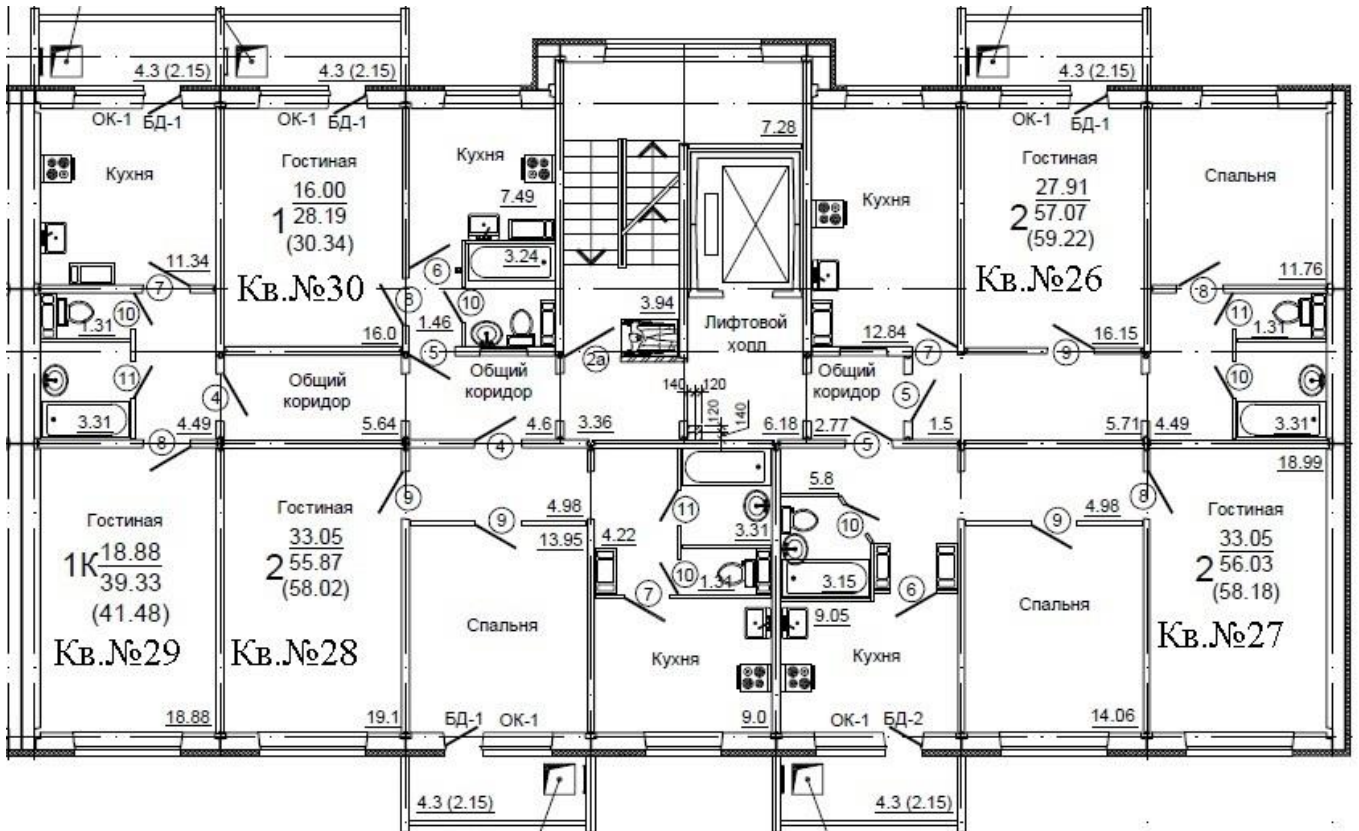 4.3 (2.15)
4.3 (2.15)
4.3 (2.15)
ОК-1 БД-1
ОК-1 БД-1
ОК-1
БД-1
7.28
Кухня
Гостиная
16.00
1 28.19
(30.34)
Кухня
7.49
Кухня
Гостиная
27.91
2 57.07
(59.22)
Спальня
11.34
7
Кв.№30
6
3.24
Кв.№26
11.76
8
10
1.31
8
16.0
1.46
10
5
3.94
2а
Лифтовой
холл
12.84
7
16.15
9
11
1.31
11
3.31
4.49
4
8
Общий
коридор
5.64
Общий
коридор
4.6
4
3.36
140
120
120
140
6.18
Общий
коридор
2.77
5
5
1.5
5.71
4.49
10
3.31
18.99
Гостиная
1К 18.88
39.33
(41.48)
Кв.№29
18.88
Гостиная
33.05
2 55.87
(58.02)
Кв.№28
19.1
9
9
4.98
13.95
Спальня
БД-1 ОК-1
4.22
11
3.31
10
1.31
7
Кухня
9.0
5.8
10
3.15
6
9.05
Кухня
ОК-1 БД-2
4.98
9
Спальня
14.06
8
Гостиная
33.05
2 56.03
(58.18)
Кв.№27
4.3 (2.15)
4.3 (2.15)